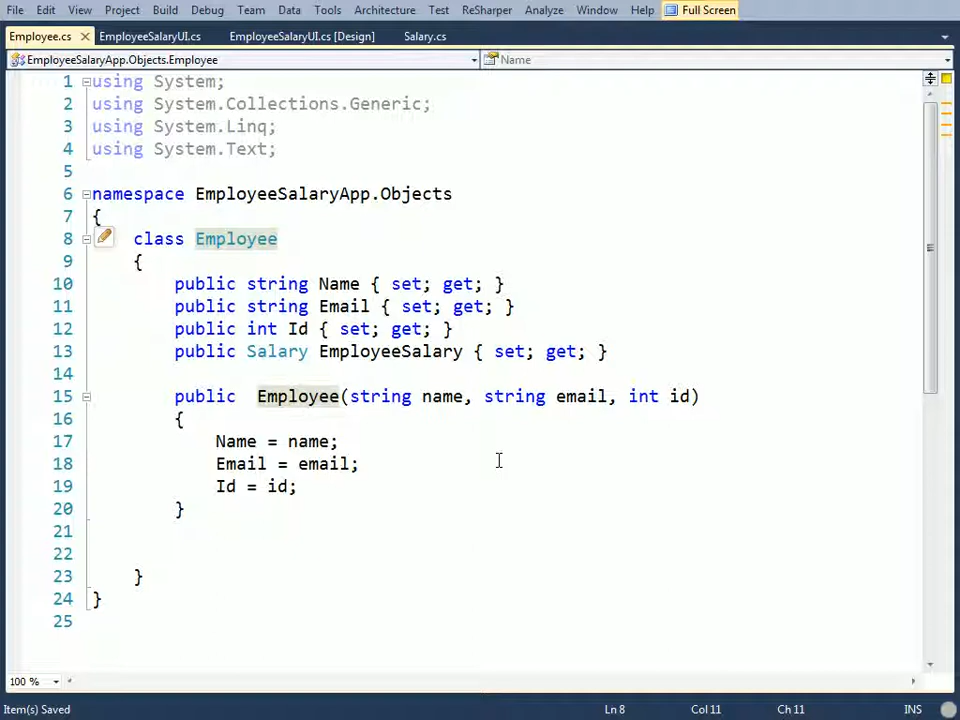 File Edit View Project Build Debug Team Data Tools Architecture Test ReSharper Analyze Window Help Full Screen
Employee.cs EmployeeSalaryUI.cs EmployeeSalaryUI.cs [Design] Salary.cs
EmployeeSalaryApp.Objects.Employee Name
1 using System;
2 using System.Collections.Generic;
3 using System.Linq;
4 using System.Text;
5
6 namespace EmployeeSalaryApp.Objects
7 {
8 class Employee
9 {
10 public string Name { set; get; }
11 public string Email { set; get; }
12 public int Id { set; get; }
13 public Salary EmployeeSalary { set; get; }
14
15 public  Employee(string name, string email, int id)
16 {
17 Name = name;
18 Email = email;
19 Id = id;
20 }
21
22
23 }
24 }
25
100 %
Item(s) Saved Ln 8 Col 11 Ch 11 INS